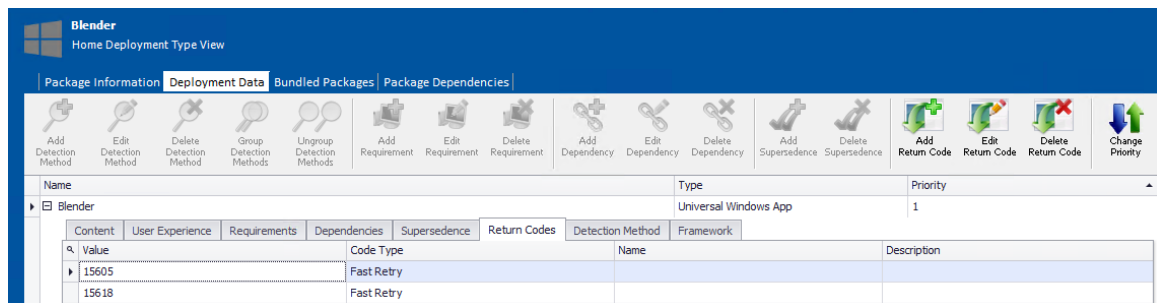 Blender
Home Deployment Type View
Package Information Deployment Data Bundled Packages Package Dependencies
Add Detection Method Edit Detection Method Delete Detection Method Group Detection Methods Ungroup Detection Methods Add Requirement Edit Requirement Delete Requirement Add Dependency Edit Dependency Delete Dependency Add Supersedence Delete Supersedence Add Return Code Edit Return Code Delete Return Code Change Priority
Name Type Priority
Blender Universal Windows App 1
Content User Experience Requirements Dependencies Supersedence Return Codes Detection Method Framework
Value Code Type Name Description
15605 Fast Retry
15618 Fast Retry